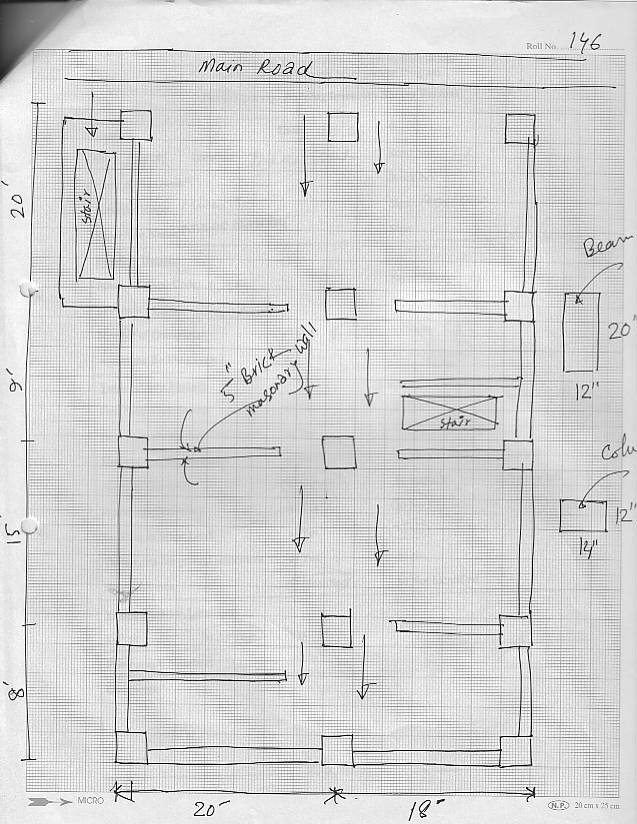 Roll No. 146
Main Road
20'
stair
Beam
20"
12"
5" Brick
masonary wall
9'
stair
Colu
12"
14"
15'
8'
MICRO
20'
18'
N.P. 20 cm x 25 cm